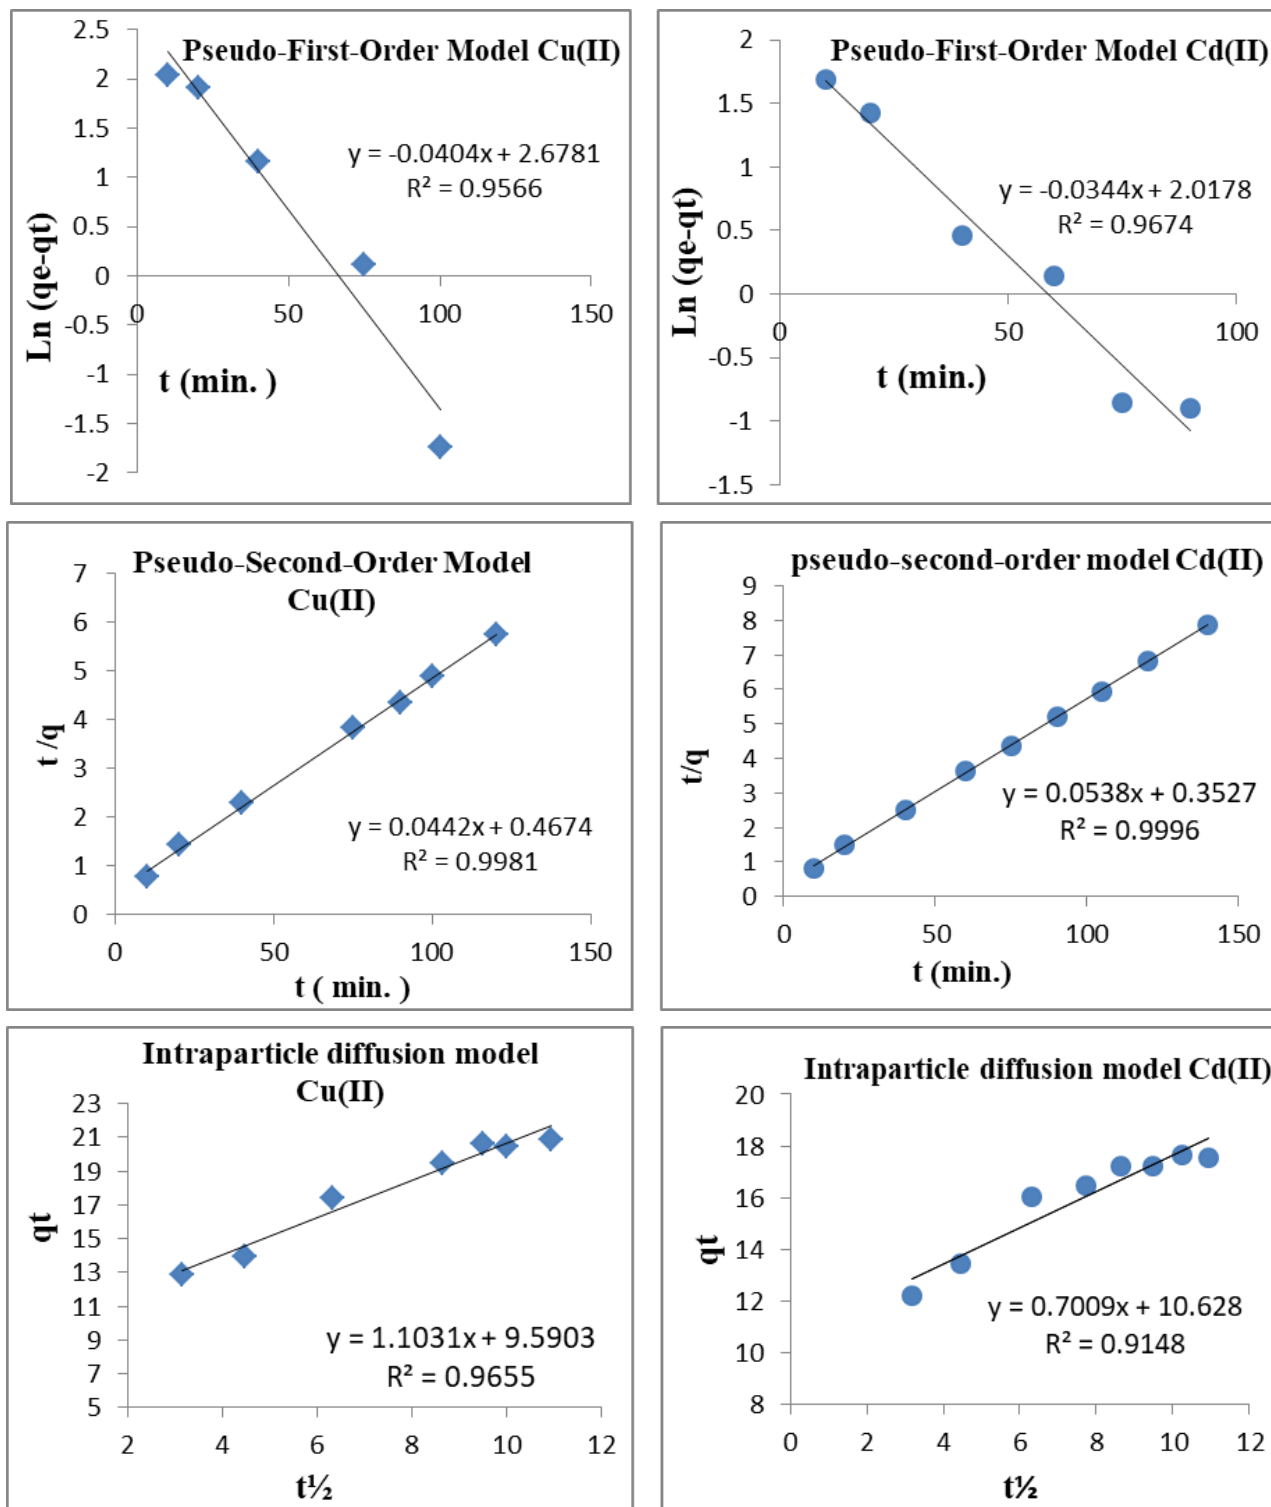 Pseudo-First-Order Model Cu(II)
2.5
2
1.5
1
0.5
0
-0.5
-1
-1.5
-2
0
50
100
150
y = -0.0404x + 2.6781
R² = 0.9566
Ln (qe-qt)
t (min. )
Pseudo-First-Order Model Cd(II)
2
1.5
1
0.5
0
-0.5
-1
-1.5
0
50
100
y = -0.0344x + 2.0178
R² = 0.9674
Ln (qe-qt)
t (min.)
Pseudo-Second-Order Model
Cu(II)
7
6
5
4
3
2
1
0
0
50
100
150
y = 0.0442x + 0.4674
R² = 0.9981
t /q
t ( min. )
pseudo-second-order model Cd(II)
9
8
7
6
5
4
3
2
1
0
0
50
100
150
y = 0.0538x + 0.3527
R² = 0.9996
t/q
t (min.)
Intraparticle diffusion model
Cu(II)
23
21
19
17
15
13
11
9
7
5
2
4
6
8
10
12
y = 1.1031x + 9.5903
R² = 0.9655
qt
t½
Intraparticle diffusion model Cd(II)
20
18
16
14
12
10
8
0
2
4
6
8
10
12
y = 0.7009x + 10.628
R² = 0.9148
qt
t½